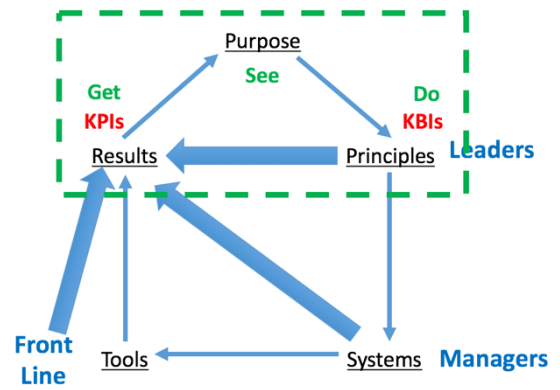 Purpose
See
Get
Do
KPIs
KBIs
Results
Principles
Leaders
Front
Line
Tools
Systems
Managers